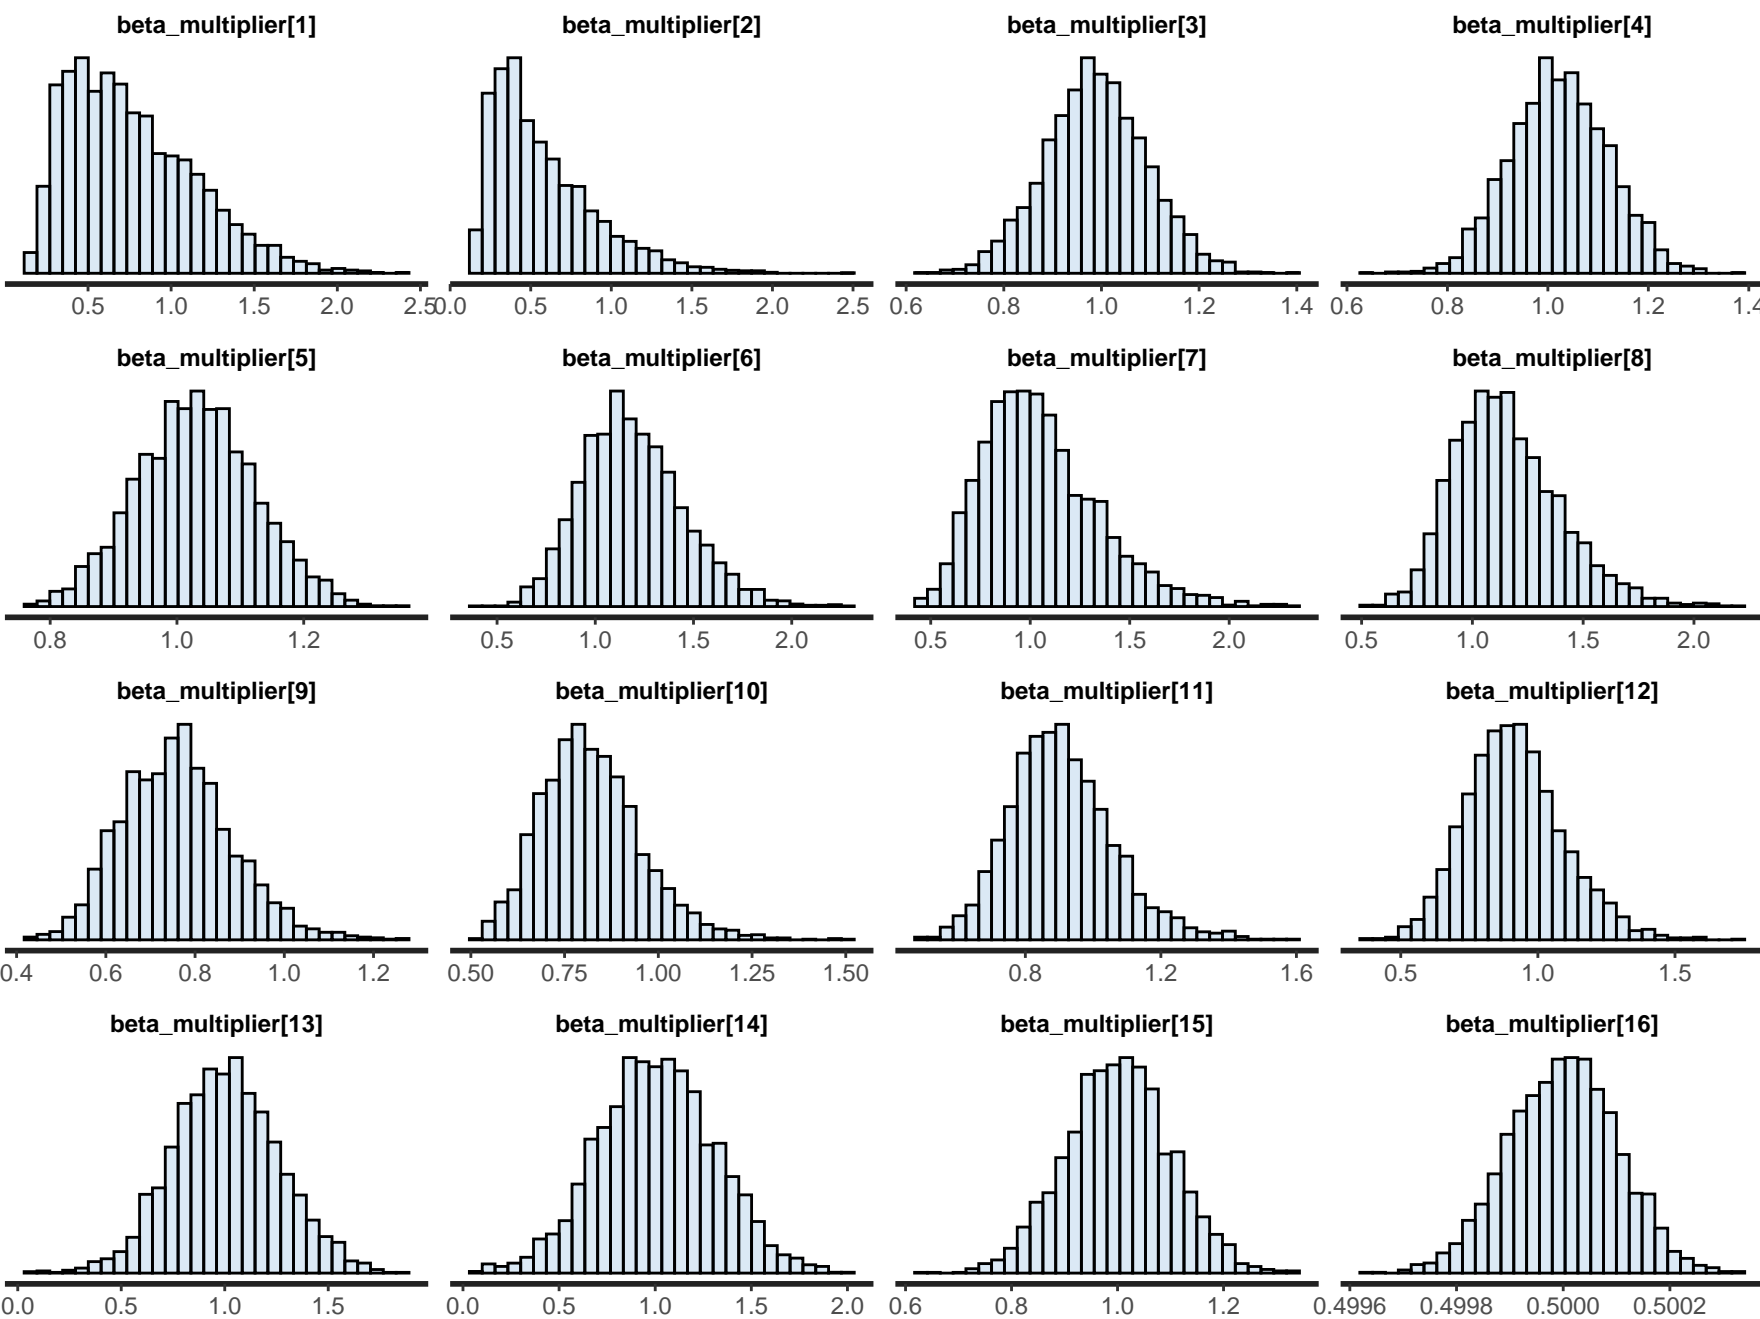 beta_multiplier[1] beta_multiplier[2] beta_multiplier[3] beta_multiplier[4]
0.5 1.0 1.5 2.0 2.5 0.0 0.5 1.0 1.5 2.0 2.5 0.6 0.8 1.0 1.2 1.4 0.6 0.8 1.0 1.2 1.4
beta_multiplier[5] beta_multiplier[6] beta_multiplier[7] beta_multiplier[8]
0.8 1.0 1.2 0.5 1.0 1.5 2.0 0.5 1.0 1.5 2.0 0.5 1.0 1.5 2.0
beta_multiplier[9] beta_multiplier[10] beta_multiplier[11] beta_multiplier[12]
0.4 0.6 0.8 1.0 1.2 0.50 0.75 1.00 1.25 1.50 0.8 1.2 1.6 0.5 1.0 1.5
beta_multiplier[13] beta_multiplier[14] beta_multiplier[15] beta_multiplier[16]
0.0 0.5 1.0 1.5 0.0 0.5 1.0 1.5 2.0 0.6 0.8 1.0 1.2 0.4996 0.4998 0.5000 0.5002